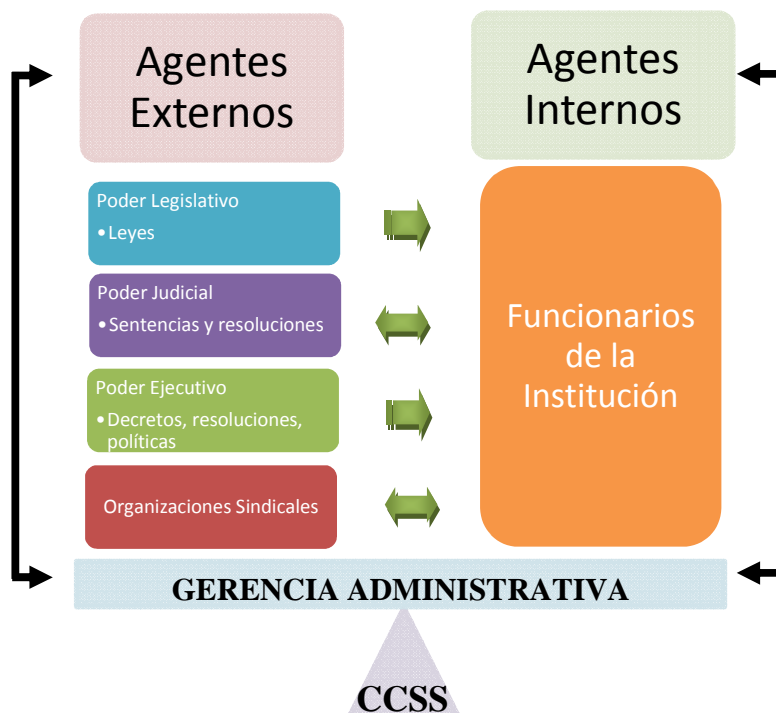 Agentes
Externos
Agentes
Internos
Poder Legislativo
•Leyes
Poder Judicial
•Sentencias y resoluciones
Poder Ejecutivo
•Decretos, resoluciones,
políticas
Organizaciones Sindicales
Funcionarios
de la
Institución
GERENCIA ADMINISTRATIVA
CCSS